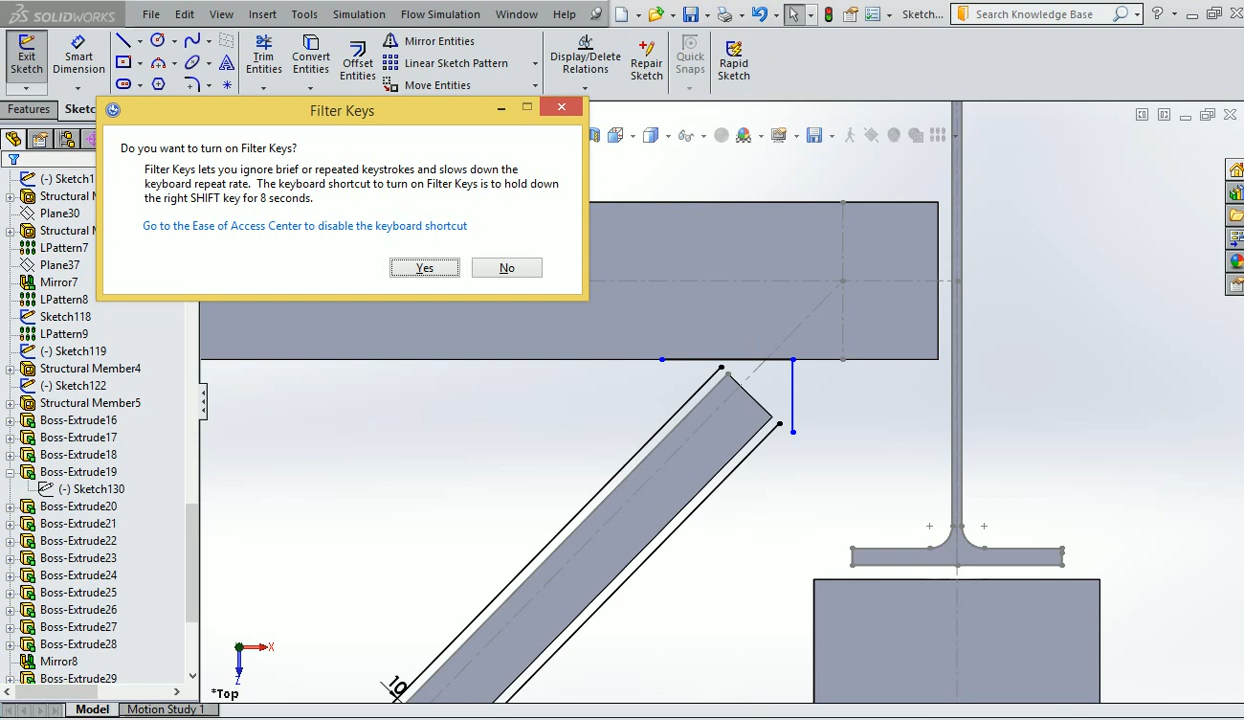 SOLIDWORKS File Edit View Insert Tools Simulation Flow Simulation Window Help Sketch... Search Knowledge Base ?
Exit Sketch
Smart Dimension
Trim Entities
Convert Entities
Offset Entities
Mirror Entities
Linear Sketch Pattern
Move Entities
Display/Delete Relations
Repair Sketch
Quick Snaps
Rapid Sketch
Features Sketc
Filter Keys
Do you want to turn on Filter Keys?
Filter Keys lets you ignore brief or repeated keystrokes and slows down the
keyboard repeat rate. The keyboard shortcut to turn on Filter Keys is to hold down
the right SHIFT key for 8 seconds.
Go to the Ease of Access Center to disable the keyboard shortcut
Yes No
(-) Sketch1
Structural M
Plane30
Structural M
LPattern7
Plane37
Mirror7
LPattern8
Sketch118
LPattern9
(-) Sketch119
Structural Member4
(-) Sketch122
Structural Member5
Boss-Extrude16
Boss-Extrude17
Boss-Extrude18
Boss-Extrude19
(-) Sketch130
Boss-Extrude20
Boss-Extrude21
Boss-Extrude22
Boss-Extrude23
Boss-Extrude24
Boss-Extrude25
Boss-Extrude26
Boss-Extrude27
Boss-Extrude28
Mirror8
Boss-Extrude29
10
X
Z
*Top
Model Motion Study 1